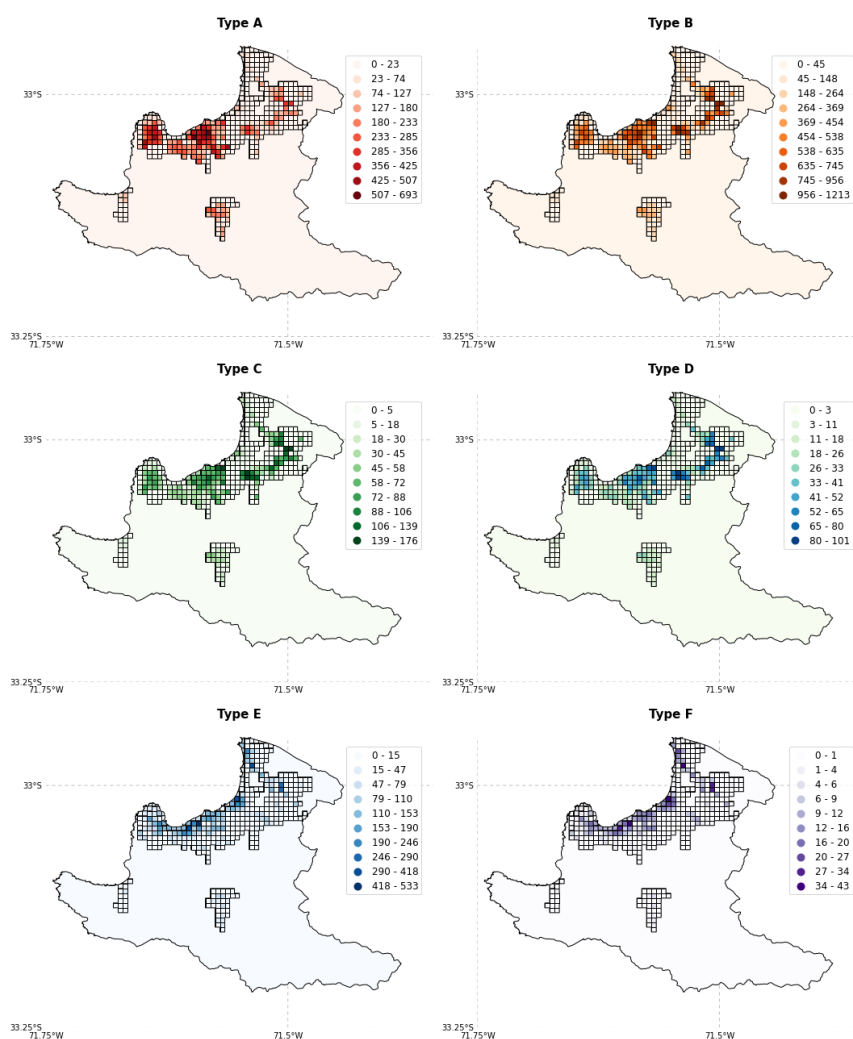 Type A
0 - 23
23 - 74
74 - 127
127 - 180
180 - 233
233 - 285
285 - 356
356 - 425
425 - 507
507 - 693
33°S
33.25°S
71.75°W
71.5°W
Type B
0 - 45
45 - 148
148 - 264
264 - 369
369 - 454
454 - 538
538 - 635
635 - 745
745 - 956
956 - 1213
33°S
33.25°S
71.75°W
71.5°W
Type C
0 - 5
5 - 18
18 - 30
30 - 45
45 - 58
58 - 72
72 - 88
88 - 106
106 - 139
139 - 176
33°S
33.25°S
71.75°W
71.5°W
Type D
0 - 3
3 - 11
11 - 18
18 - 26
26 - 33
33 - 41
41 - 52
52 - 65
65 - 80
80 - 101
33°S
33.25°S
71.75°W
71.5°W
Type E
0 - 15
15 - 47
47 - 79
79 - 110
110 - 153
153 - 190
190 - 246
246 - 290
290 - 418
418 - 533
33°S
33.25°S
71.75°W
71.5°W
Type F
0 - 1
1 - 4
4 - 6
6 - 9
9 - 12
12 - 16
16 - 20
20 - 27
27 - 34
34 - 43
33°S
33.25°S
71.75°W
71.5°W